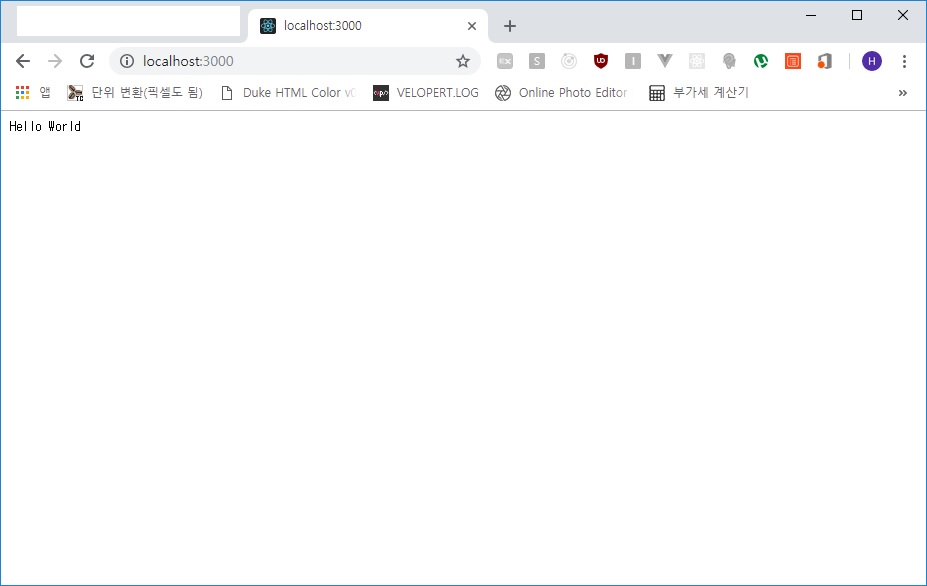 localhost:3000
localhost:3000
앱 단위 변환(픽셀도 됨) Duke HTML Color VELOPERT.LOG Online Photo Editor 부가세 계산기
Hello World